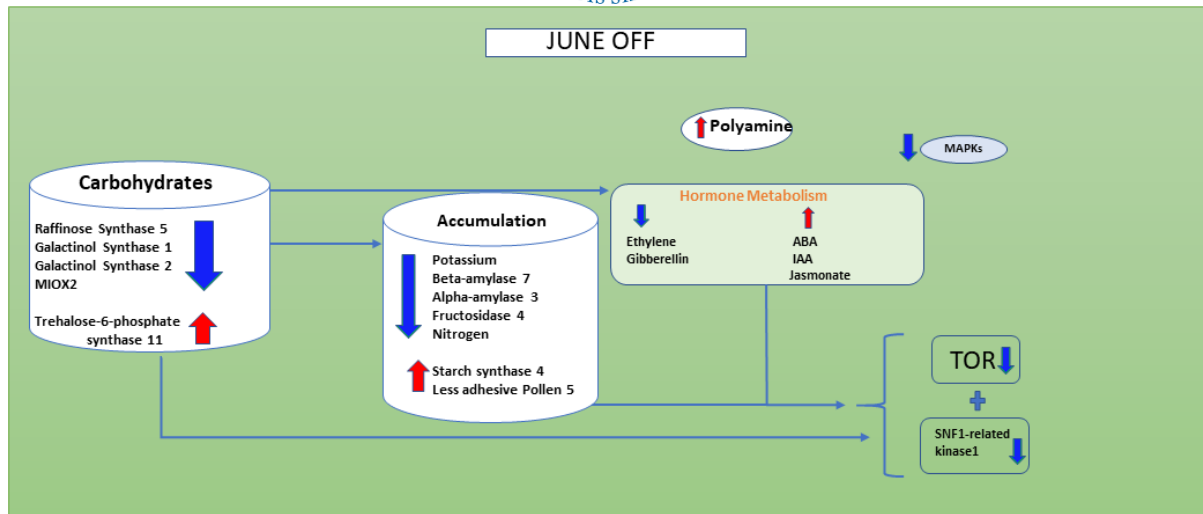 JUNE OFF
Polyamine
MAPKs
Carbohydrates
Raffinose Synthase 5
Galactinol Synthase 1
Galactinol Synthase 2
MIOX2
Trehalose-6-phosphate
synthase 11
Accumulation
Potassium
Beta-amylase 7
Alpha-amylase 3
Fructosidase 4
Nitrogen
Starch synthase 4
Less adhesive Pollen 5
Hormone Metabolism
Ethylene
Gibberellin
ABA
IAA
Jasmonate
TOR
SNF1-related
kinase1